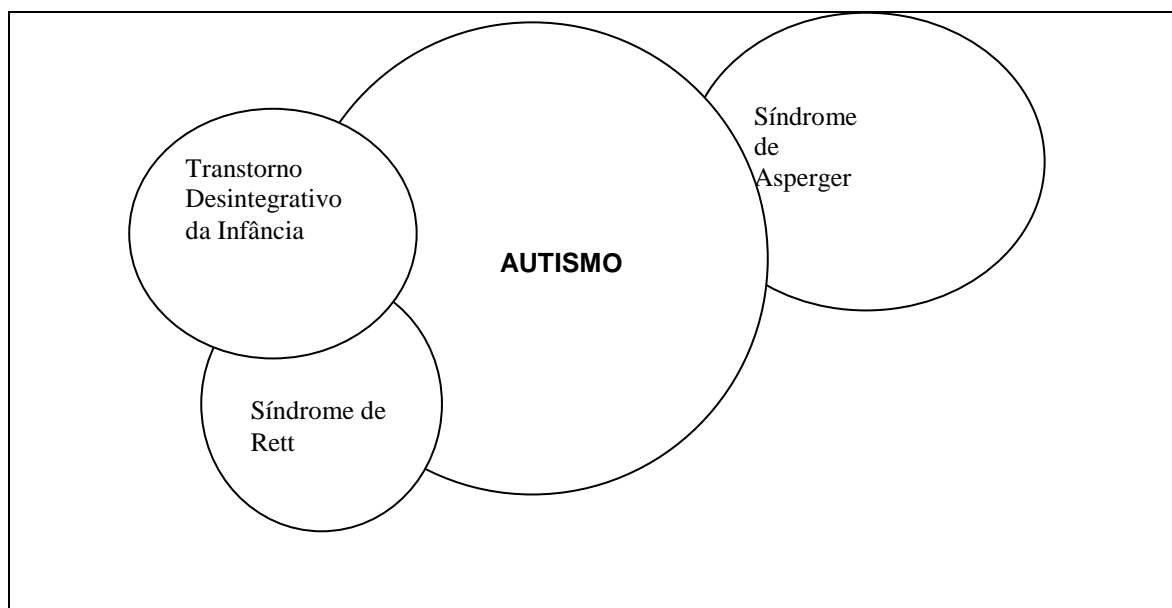 Transtorno
Desintegrativo
da Infância
AUTISMO
Síndrome
de
Asperger
Síndrome de
Rett